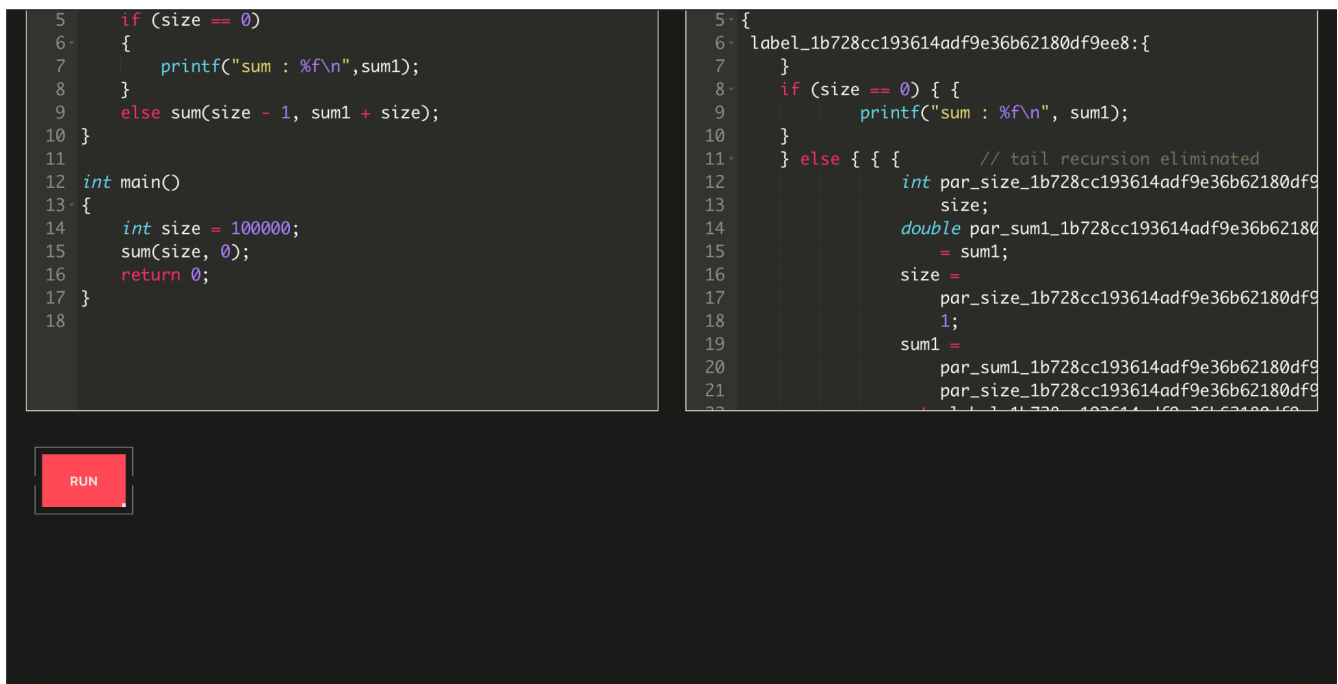 5 if (size == 0)
6 {
7 printf("sum : %f\n",sum1);
8 }
9 else sum(size - 1, sum1 + size);
10 }
11
12 int main()
13 {
14 int size = 100000;
15 sum(size, 0);
16 return 0;
17 }
18
5 {
6 label_1b728cc193614adf9e36b62180df9ee8:{
7 }
8 if (size == 0) { {
9 printf("sum : %f\n", sum1);
10 }
11 } else { { { // tail recursion eliminated
12 int par_size_1b728cc193614adf9e36b62180df9
13 size;
14 double par_sum1_1b728cc193614adf9e36b62180
15 = sum1;
16 size =
17 par_size_1b728cc193614adf9e36b62180df9
18 1;
19 sum1 =
20 par_sum1_1b728cc193614adf9e36b62180df9
21 par_size_1b728cc193614adf9e36b62180df9
RUN